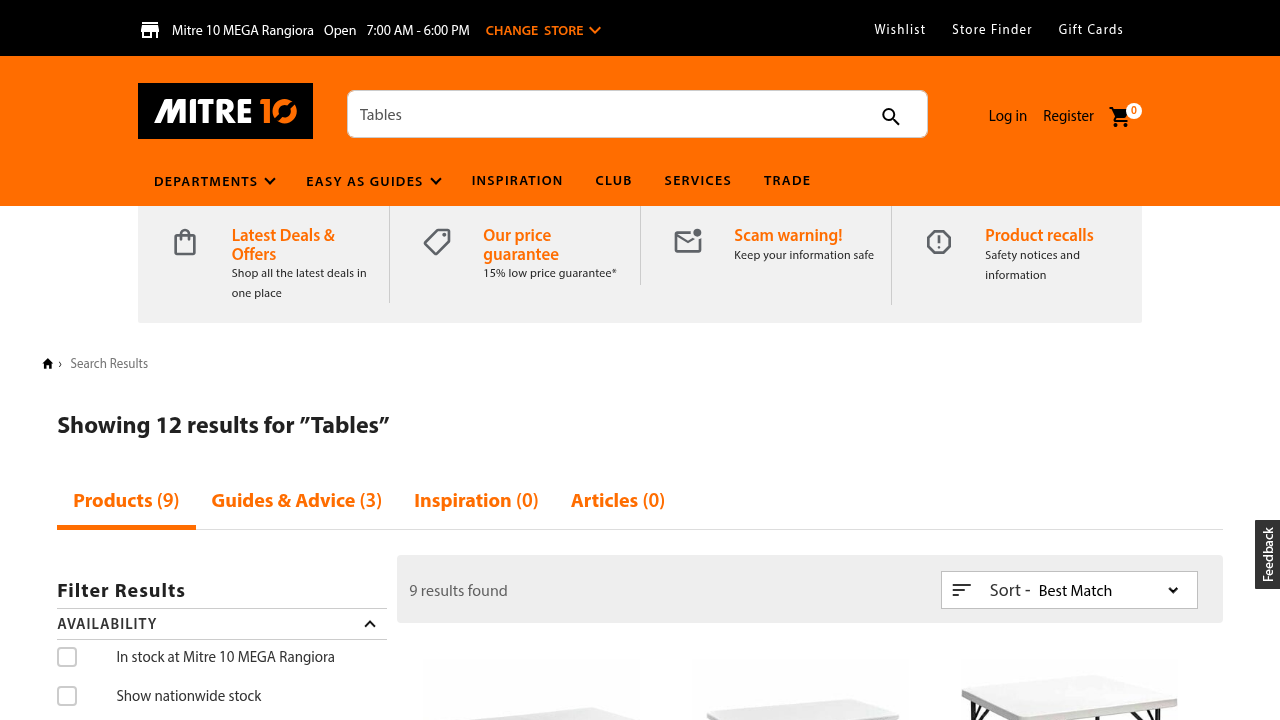 Mitre 10 MEGA Rangiora Open 7:00 AM - 6:00 PM CHANGE STORE
Wishlist Store Finder Gift Cards
MITRE 10
Tables
Log in Register 0
DEPARTMENTS EASY AS GUIDES INSPIRATION CLUB SERVICES TRADE
Latest Deals &
Offers
Shop all the latest deals in
one place
Our price
guarantee
15% low price guarantee*
Scam warning!
Keep your information safe
Product recalls
Safety notices and
information
› Search Results
Showing 12 results for ”Tables”
Products (9) Guides & Advice (3) Inspiration (0) Articles (0)
Feedback
Filter Results
AVAILABILITY
In stock at Mitre 10 MEGA Rangiora
Show nationwide stock
9 results found
Sort - Best Match